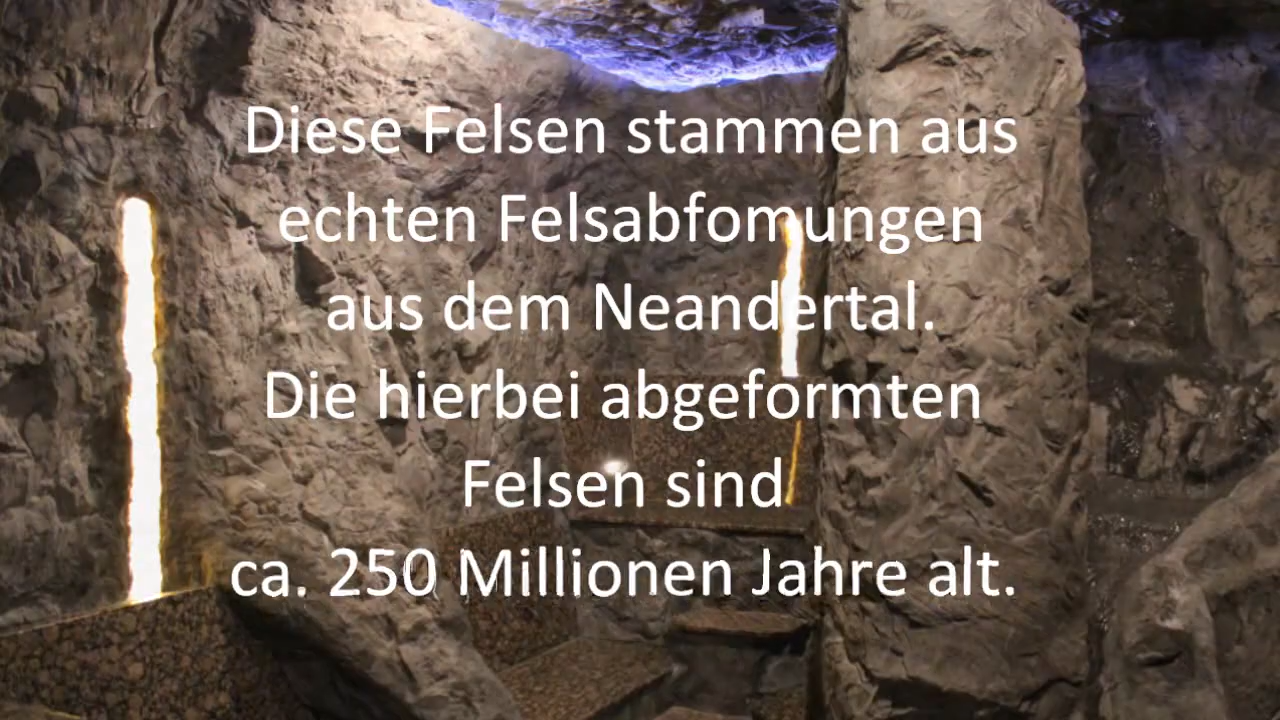 Diese Felsen stammen aus
echten Felsabfomungen
aus dem Neandertal.
Die hierbei abgeformten
Felsen sind
ca. 250 Millionen Jahre alt.